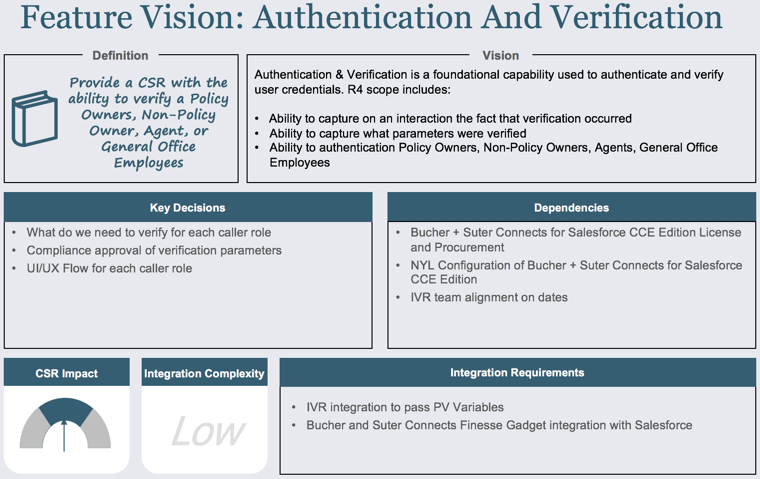 Feature Vision: Authentication And Verification
Definition
Provide a CSR with the
ability to verify a Policy
Owners, Non-Policy
Owner, Agent, or
General Office
Employees
Vision
Authentication & Verification is a foundational capability used to authenticate and verify
user credentials. R4 scope includes:
• Ability to capture on an interaction the fact that verification occurred
• Ability to capture what parameters were verified
• Ability to authentication Policy Owners, Non-Policy Owners, Agents, General Office
Employees
Key Decisions
• What do we need to verify for each caller role
• Compliance approval of verification parameters
• UI/UX Flow for each caller role
Dependencies
• Bucher + Suter Connects for Salesforce CCE Edition License
and Procurement
• NYL Configuration of Bucher + Suter Connects for Salesforce
CCE Edition
• IVR team alignment on dates
CSR Impact
Integration Complexity
Low
Integration Requirements
• IVR integration to pass PV Variables
• Bucher and Suter Connects Finesse Gadget integration with Salesforce